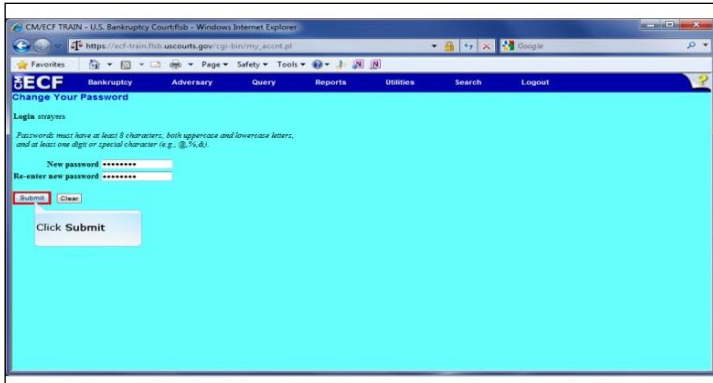 CM/ECF TRAIN - U.S. Bankruptcy Court:flsb - Windows Internet Explorer
https://ecf-train.flsb.uscourts.gov/cgi-bin/my_accnt.pl
Google
Favorites Page Safety Tools
ECF Bankruptcy Adversary Query Reports Utilities Search Logout ?
Change Your Password
Login strayers
Passwords must have at least 8 characters, both uppercase and lowercase letters,
and at least one digit or special character (e.g., @,%,&).
New password ••••••••
Re-enter new password ••••••••
Submit Clear
Click Submit